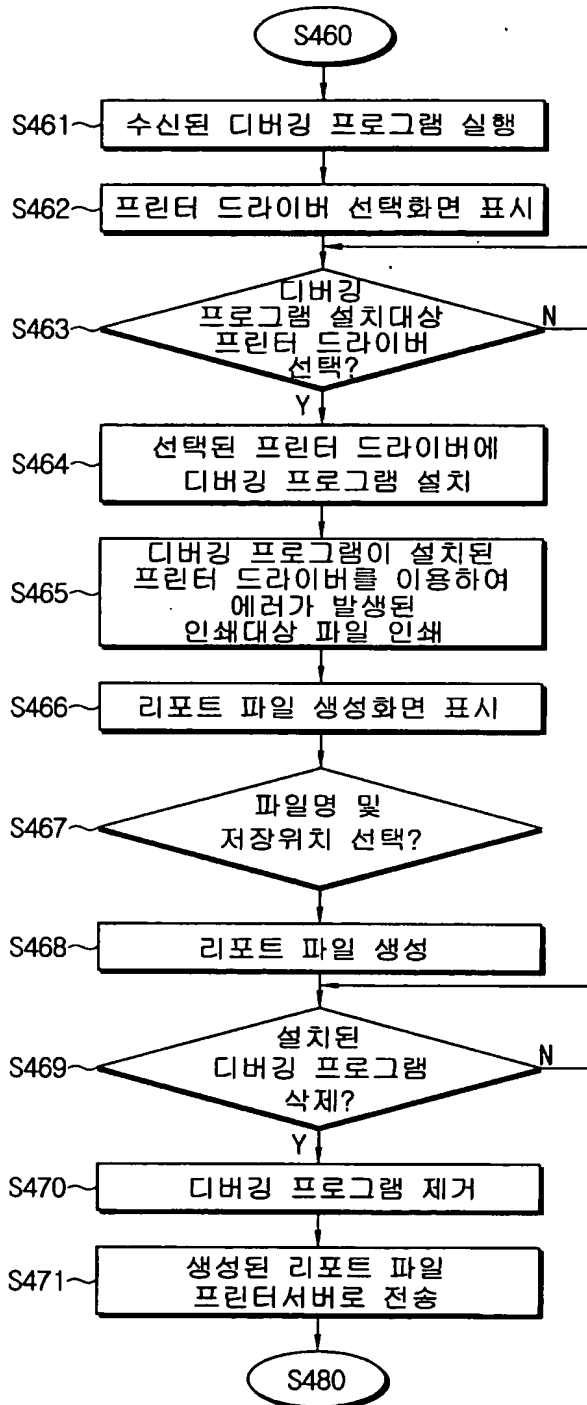 S460
S461
수신된 디버깅 프로그램 실행
S462
프린터 드라이버 선택화면 표시
S463
디버깅
프로그램 설치대상
프린터 드라이버
선택?
N
Y
S464
선택된 프린터 드라이버에
디버깅 프로그램 설치
S465
디버깅 프로그램이 설치된
프린터 드라이버를 이용하여
에러가 발생된
인쇄대상 파일 인쇄
S466
리포트 파일 생성화면 표시
S467
파일명 및
저장위치 선택?
S468
리포트 파일 생성
S469
설치된
디버깅 프로그램
삭제?
N
Y
S470
디버깅 프로그램 제거
S471
생성된 리포트 파일
프린터서버로 전송
S480